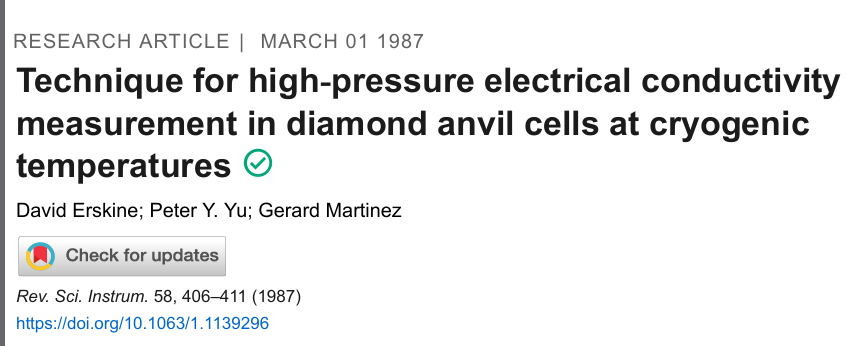 RESEARCH ARTICLE | MARCH 01 1987
Technique for high-pressure electrical conductivity
measurement in diamond anvil cells at cryogenic
temperatures
David Erskine; Peter Y. Yu; Gerard Martinez
Check for updates
Rev. Sci. Instrum. 58, 406–411 (1987)
https://doi.org/10.1063/1.1139296